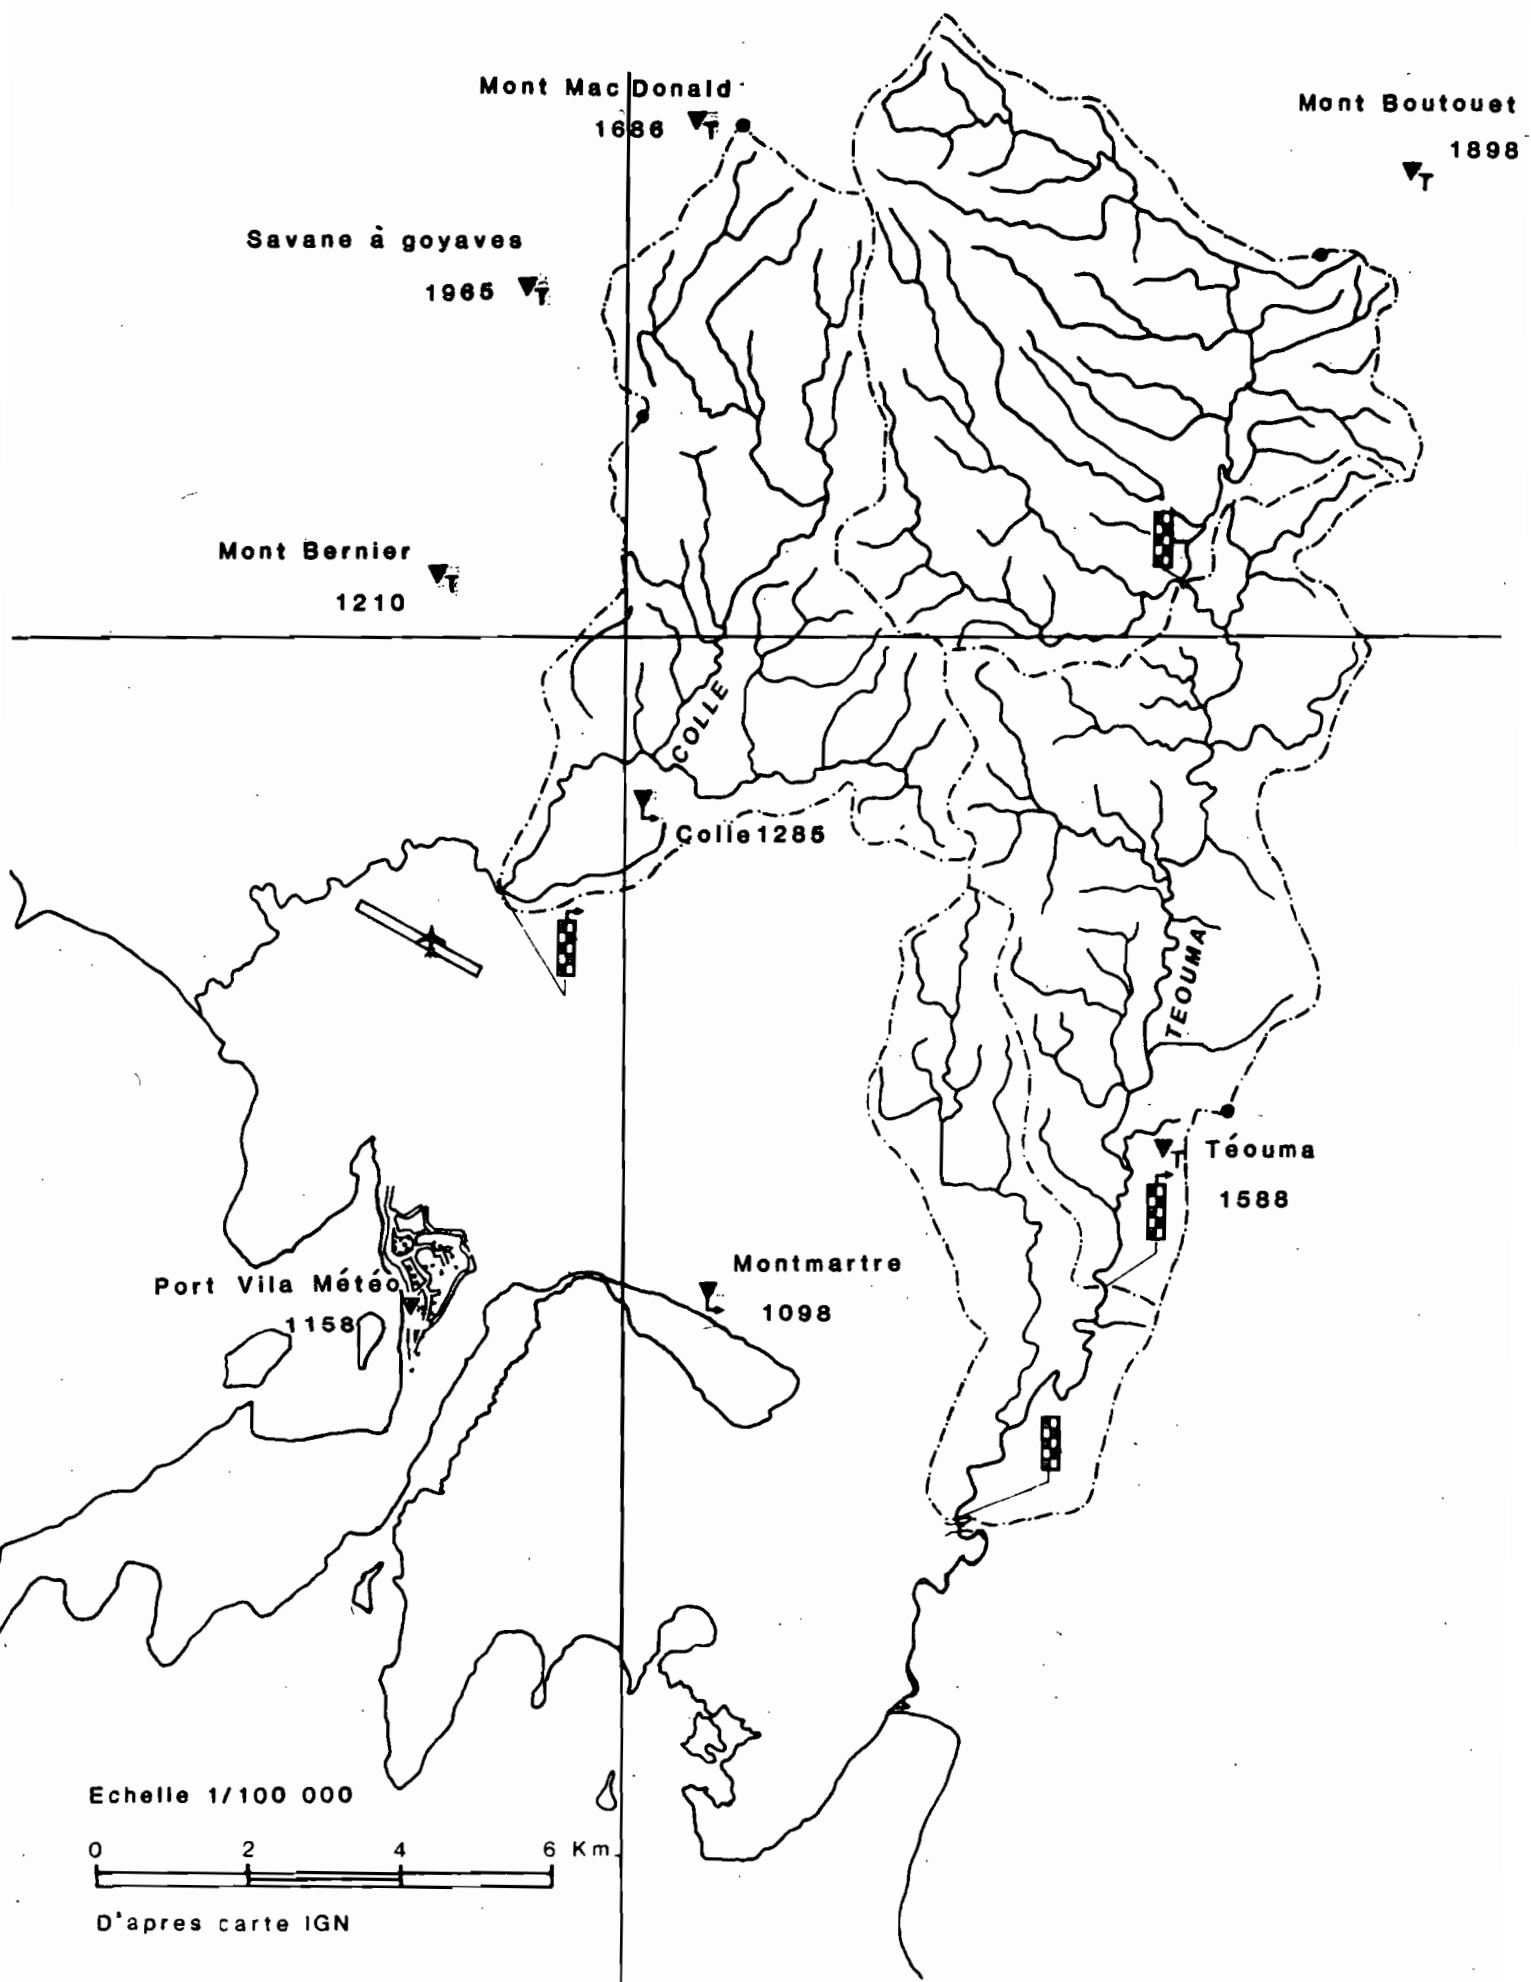 Mont Mac Donald
1686
T
Mont Boutouet
1898
T
Savane à goyaves
1965
T
Mont Bernier
1210
T
COLLE
Colle 1285
TEOUMA
T
Téouma
1588
Port Vila Météo
1158
Montmartre
1098
Echelle 1/100 000
0 2 4 6 Km
D'apres carte IGN